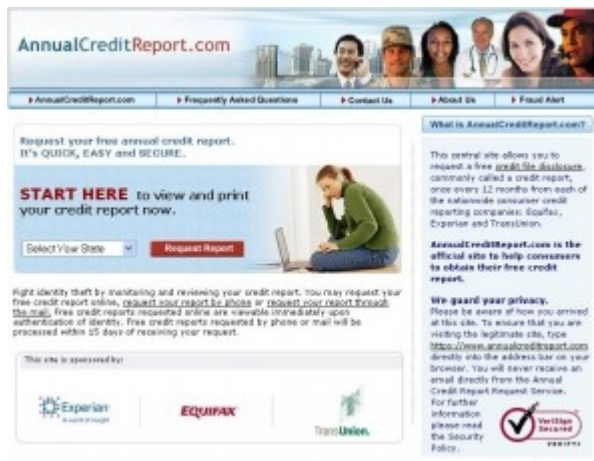 AnnualCreditReport.com
AnnualCreditReport.com
Frequently Asked Questions
Contact Us
About Us
Fraud Alert
Request your free annual credit report.
It's QUICK, EASY and SECURE.
START HERE to view and print
your credit report now.
Select Your State
Request Report
Fight identity theft by monitoring and reviewing your credit report. You may request your
free credit report online, request your report by phone or request your report through
the mail. Free credit reports requested online are viewable immediately upon
authentication of identity. Free credit reports requested by phone or mail will be
processed within 15 days of receiving your request.
This site is sponsored by:
Experian
A world of insight
EQUIFAX
TransUnion.
What is AnnualCreditReport.com?
This central site allows you to
request a free credit file disclosure,
commonly called a credit report,
once every 12 months from each of
the nationwide consumer credit
reporting companies: Equifax,
Experian and TransUnion.
AnnualCreditReport.com is the
official site to help consumers
to obtain their free credit
report.
We guard your privacy.
Please be aware of how you arrived
at this site. To ensure that you are
visiting the legitimate site, type
https://www.annualcreditreport.com
directly into the address bar on your
browser. You will never receive an
email directly from the Annual
Credit Report Request Service.
For further
information
please read
the Security
Policy.
VeriSign
Secured
VERIFY